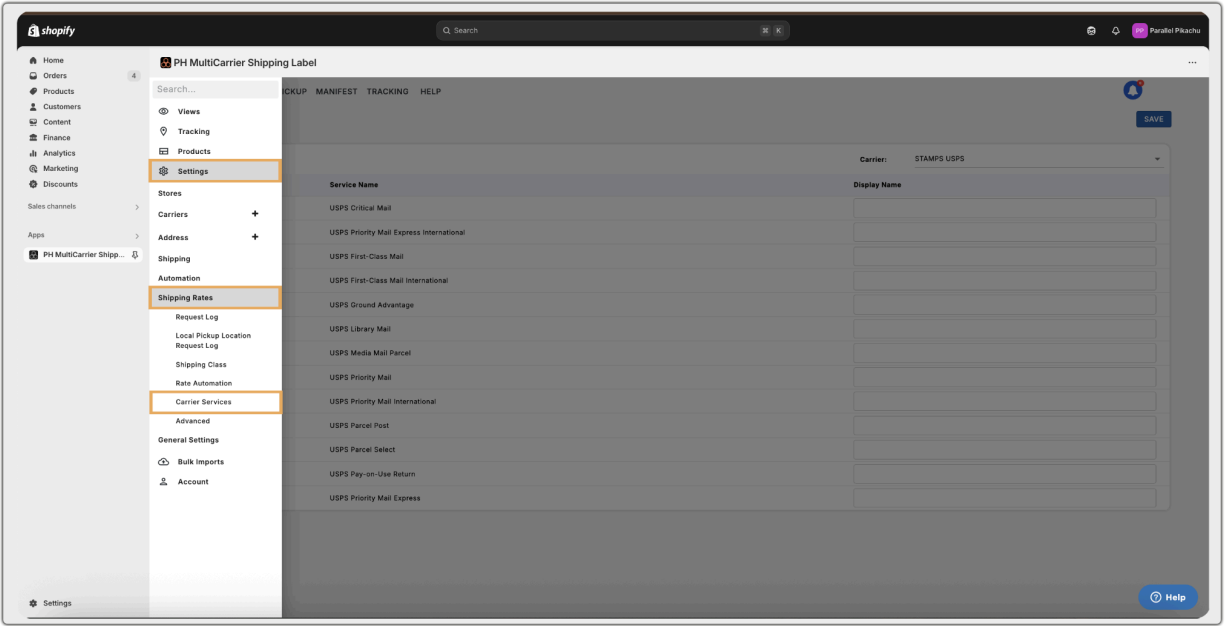 shopify
Search
⌘ K
PP Parallel Pikachu
Home
Orders 4
Products
Customers
Content
Finance
Analytics
Marketing
Discounts
Sales channels
Apps
PH MultiCarrier Shipp...
Settings
PH MultiCarrier Shipping Label
Search...
Views
Tracking
Products
Settings
Stores
Carriers +
Address +
Shipping
Automation
Shipping Rates
Request Log
Local Pickup Location
Request Log
Shipping Class
Rate Automation
Carrier Services
Advanced
General Settings
Bulk Imports
Account
ICKUP MANIFEST TRACKING HELP
SAVE
Carrier: STAMPS USPS
Service Name Display Name
USPS Critical Mail
USPS Priority Mail Express International
USPS First-Class Mail
USPS First-Class Mail International
USPS Ground Advantage
USPS Library Mail
USPS Media Mail Parcel
USPS Priority Mail
USPS Priority Mail International
USPS Parcel Post
USPS Parcel Select
USPS Pay-on-Use Return
USPS Priority Mail Express
Help